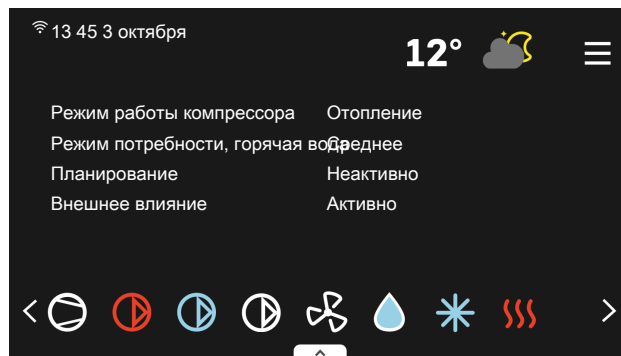 13 45 3 октября
12°
Режим работы компрессора Отопление
Режим потребности, горячая вода Среднее
Планирование Неактивно
Внешнее влияние Активно